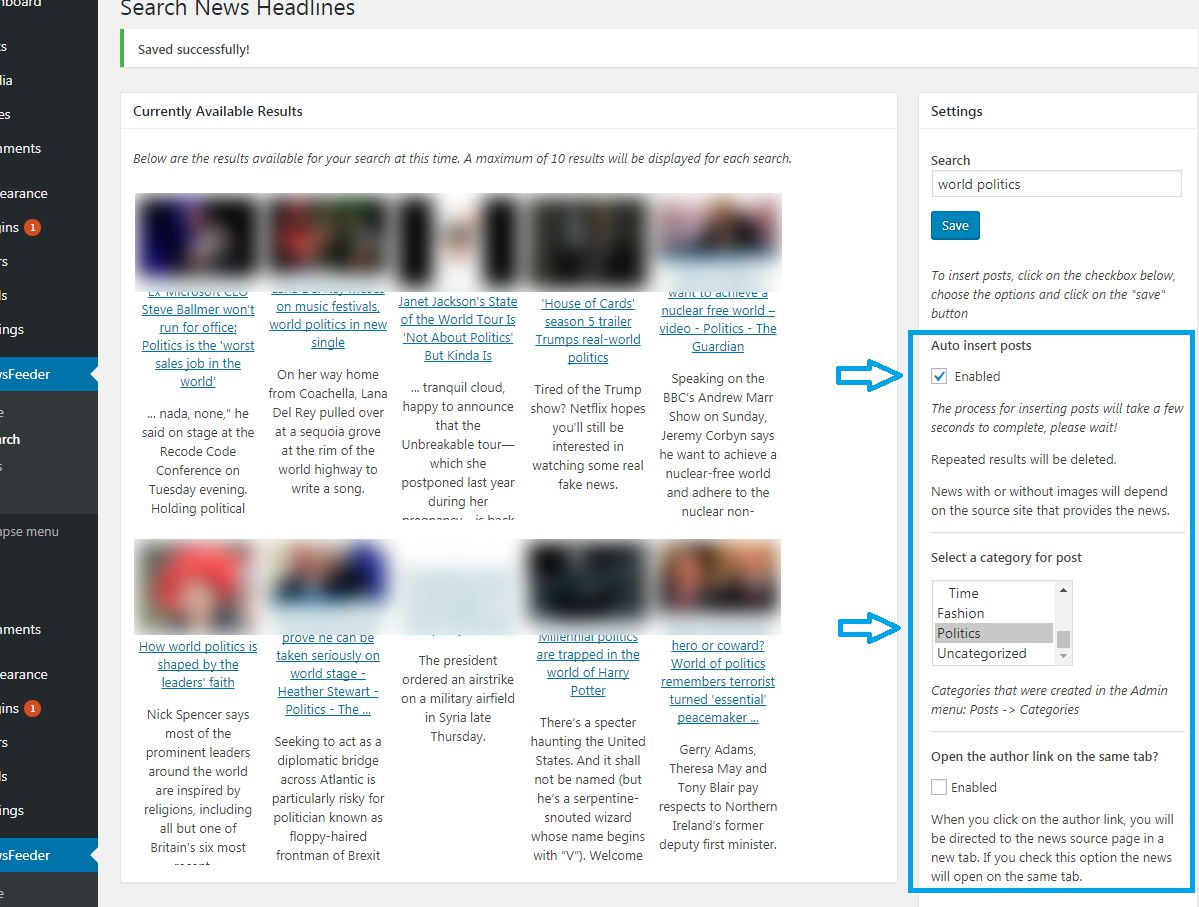 Search News Headlines
Saved successfully!
Currently Available Results
Below are the results available for your search at this time. A maximum of 10 results will be displayed for each search.
Ex-Microsoft CEO
Steve Ballmer won't
run for office:
Politics is the 'worst
sales job in the
world'
... nada, none," he
said on stage at the
Recode Code
Conference on
Tuesday evening.
Holding political
Lana Del Rey muses
on music festivals,
world politics in new
single
On her way home
from Coachella, Lana
Del Rey pulled over
at a sequoia grove
at the rim of the
world highway to
write a song.
Janet Jackson's State
of the World Tour Is
'Not About Politics'
But Kinda Is
... tranquil cloud,
happy to announce
that the
Unbreakable tour—
which she
postponed last year
during her
pregnancy—is back
'House of Cards'
season 5 trailer
Trumps real-world
politics
Tired of the Trump
show? Netflix hopes
you'll still be
interested in
watching some real
fake news.
want to achieve a
nuclear free world –
video - Politics - The
Guardian
Speaking on the
BBC's Andrew Marr
Show on Sunday,
Jeremy Corbyn says
he want to achieve a
nuclear-free world
and adhere to the
nuclear non-
How world politics is
shaped by the
leaders' faith
Nick Spencer says
most of the
prominent leaders
around the world
are inspired by
religions, including
all but one of
Britain's six most
recent
prove he can be
taken seriously on
world stage -
Heather Stewart -
Politics - The ...
Seeking to act as a
diplomatic bridge
across Atlantic is
particularly risky for
politician known as
floppy-haired
frontman of Brexit
The president
ordered an airstrike
on a military airfield
in Syria late
Thursday.
Millennial politics
are trapped in the
world of Harry
Potter
There's a specter
haunting the United
States. And it shall
not be named (but
he's a serpentine-
snouted wizard
whose name begins
with “V”). Welcome
hero or coward?
World of politics
remembers terrorist
turned 'essential'
peacemaker ...
Gerry Adams,
Theresa May and
Tony Blair pay
respects to Northern
Ireland's former
deputy first minister.
Settings
Search
world politics
Save
To insert posts, click on the checkbox below,
choose the options and click on the "save"
button
Auto insert posts
Enabled
The process for inserting posts will take a few
seconds to complete, please wait!
Repeated results will be deleted.
News with or without images will depend
on the source site that provides the news.
Select a category for post
Time
Fashion
Politics
Uncategorized
Categories that were created in the Admin
menu: Posts -> Categories
Open the author link on the same tab?
Enabled
When you click on the author link, you will
be directed to the news source page in a
new tab. If you check this option the news
will open on the same tab.
board
ts
dia
es
mments
earance
gins 1
rs
ls
ings
wsFeeder
e
rch
s
apse menu
mments
earance
gins 1
rs
ls
ings
wsFeeder
e